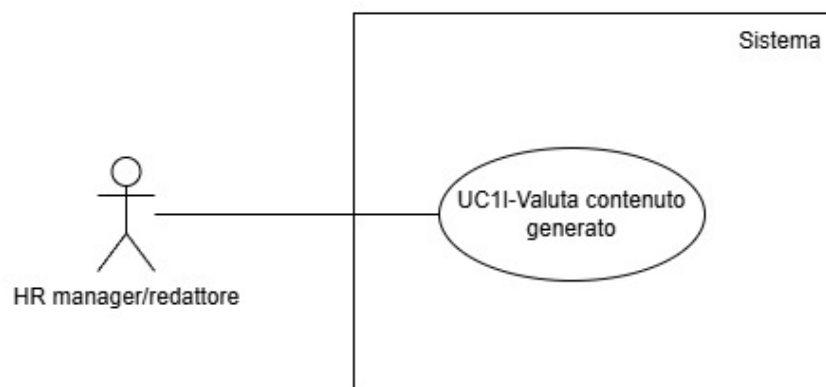 Sistema
UC1I-Valuta contenuto
generato
HR manager/redattore